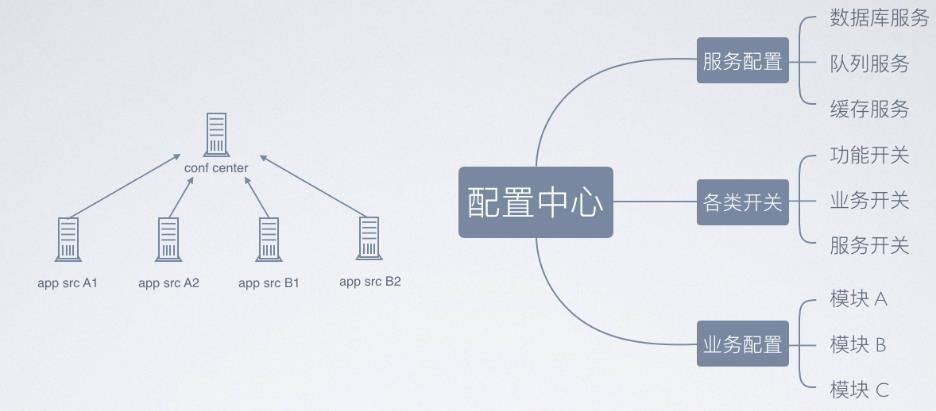 conf center
app src A1
app src A2
app src B1
app src B2
配置中心
服务配置
数据库服务
队列服务
缓存服务
各类开关
功能开关
业务开关
服务开关
业务配置
模块 A
模块 B
模块 C